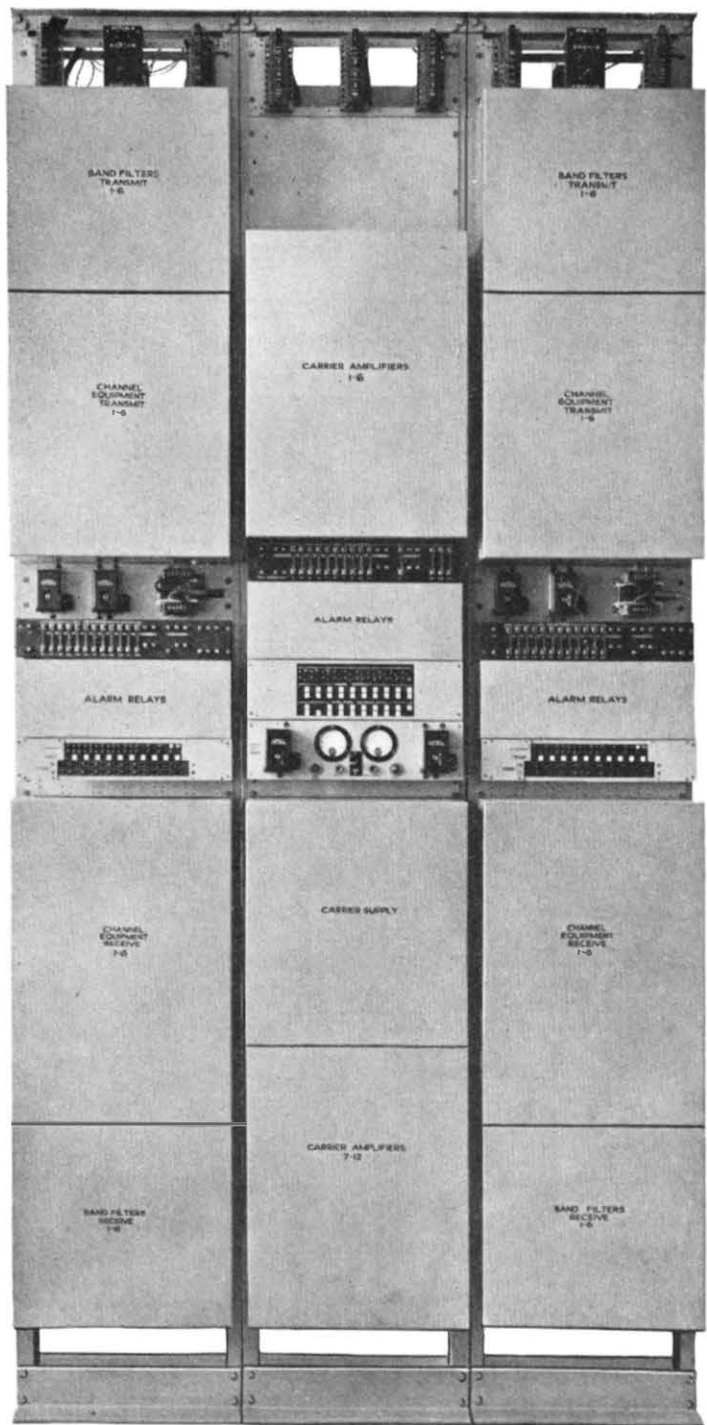 BAND FILTERS
TRANSMIT
1-6
CHANNEL
EQUIPMENT
TRANSMIT
1-6
ALARM RELAYS
CHANNEL
EQUIPMENT
RECEIVE
1-6
BAND FILTERS
RECEIVE
1-6
CARRIER AMPLIFIERS
1-6
ALARM RELAYS
CARRIER SUPPLY
CARRIER AMPLIFIERS
7-12
BAND FILTERS
TRANSMIT
1-6
CHANNEL
EQUIPMENT
TRANSMIT
1-6
ALARM RELAYS
CHANNEL
EQUIPMENT
RECEIVE
1-6
BAND FILTERS
RECEIVE
1-6